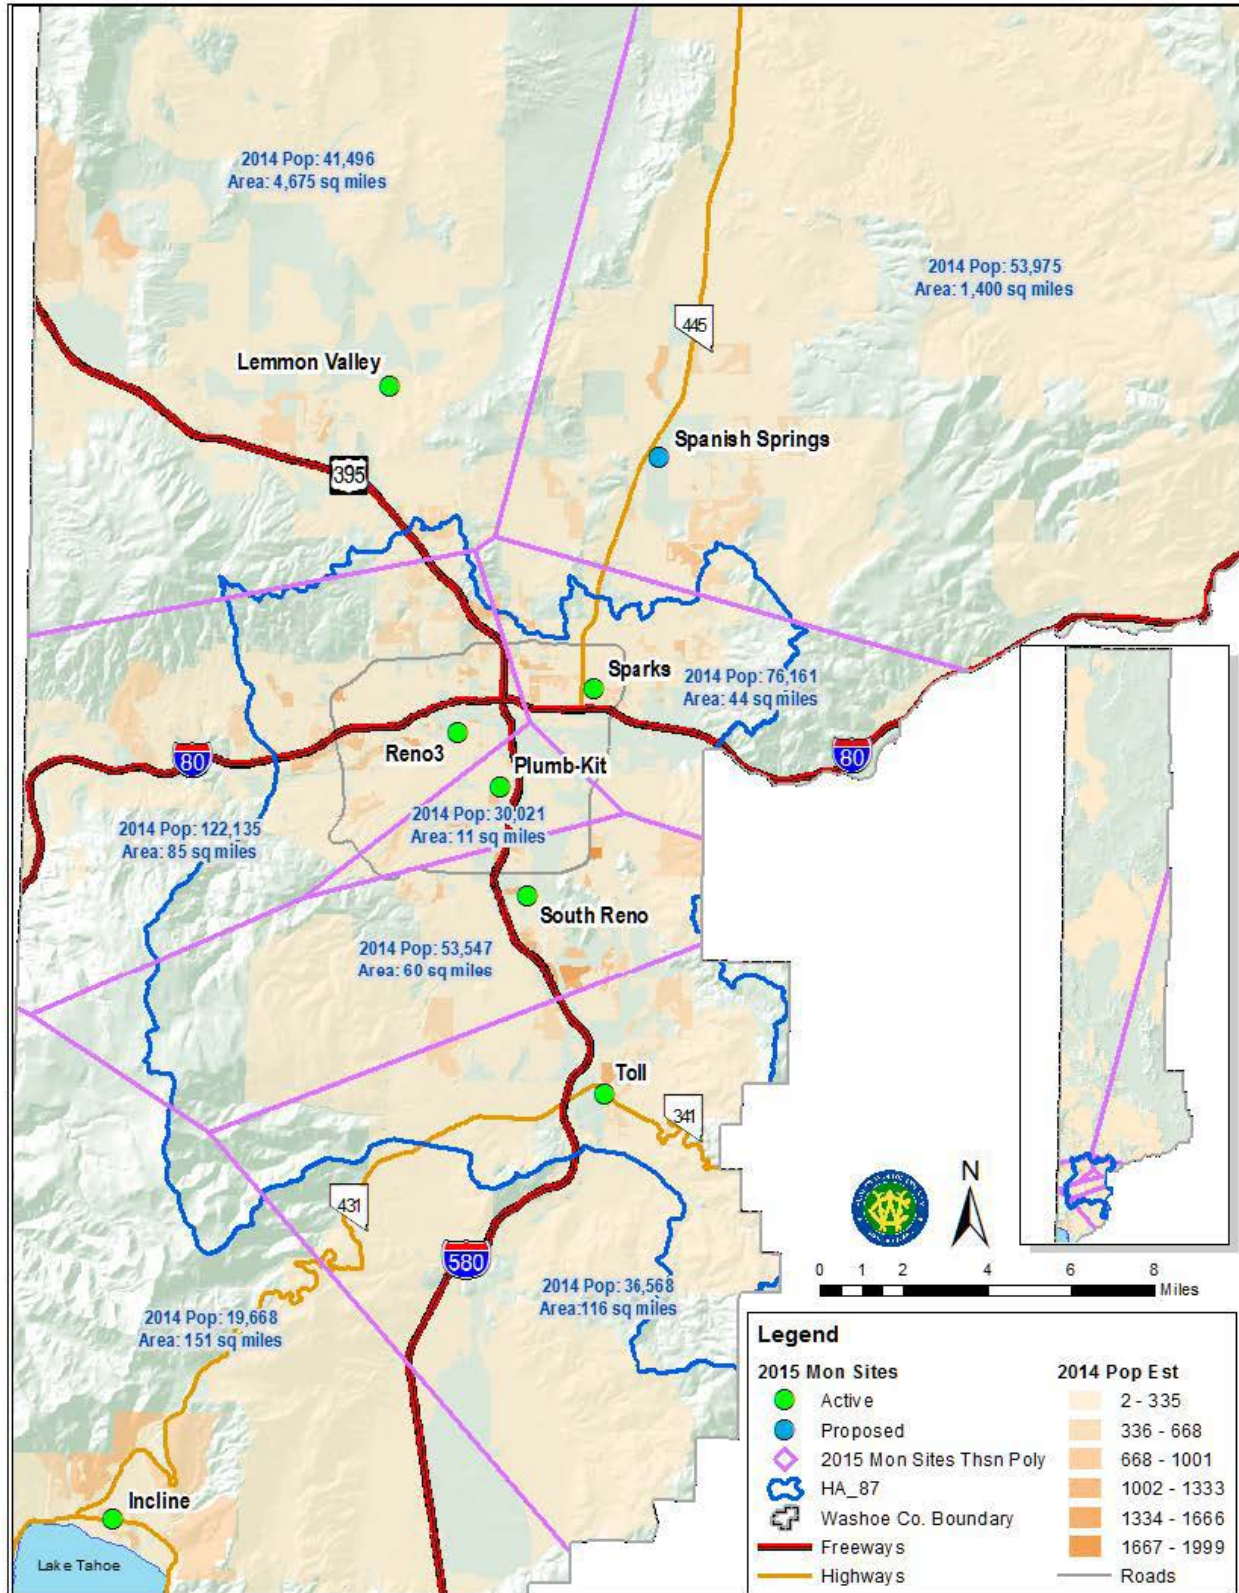 2014 Pop: 41,496
Area: 4,675 sq miles
2014 Pop: 53,975
Area: 1,400 sq miles
445
Lemmon Valley
Spanish Springs
395
Sparks
2014 Pop: 76,161
Area: 44 sq miles
Reno3
80
80
Plumb-Kit
2014 Pop: 30,021
Area: 11 sq miles
2014 Pop: 122,135
Area: 85 sq miles
South Reno
2014 Pop: 53,547
Area: 60 sq miles
Toll
341
431
N
580
2014 Pop: 36,568
Area:116 sq miles
0 1 2 4 6 8
Miles
2014 Pop: 19,668
Area: 151 sq miles
Incline
Lake Tahoe
Legend
2015 Mon Sites
Active
Proposed
2015 Mon Sites Thsn Poly
HA_87
Washoe Co. Boundary
Freeways
Highways
2014 Pop Est
2 - 335
336 - 668
668 - 1001
1002 - 1333
1334 - 1666
1667 - 1999
Roads